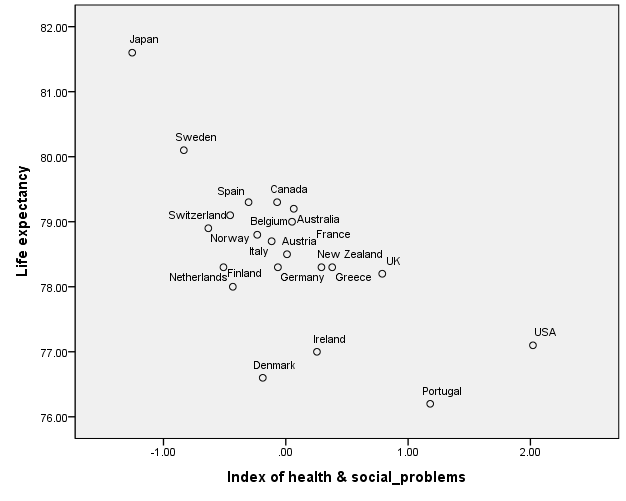 82.00
81.00
80.00
79.00
78.00
77.00
76.00
Life expectancy
Japan
Sweden
Spain
Canada
Switzerland
Belgium
Australia
Norway
Austria
France
Italy
New Zealand
UK
Netherlands
Finland
Germany
Greece
Ireland
USA
Denmark
Portugal
-1.00
.00
1.00
2.00
Index of health & social_problems